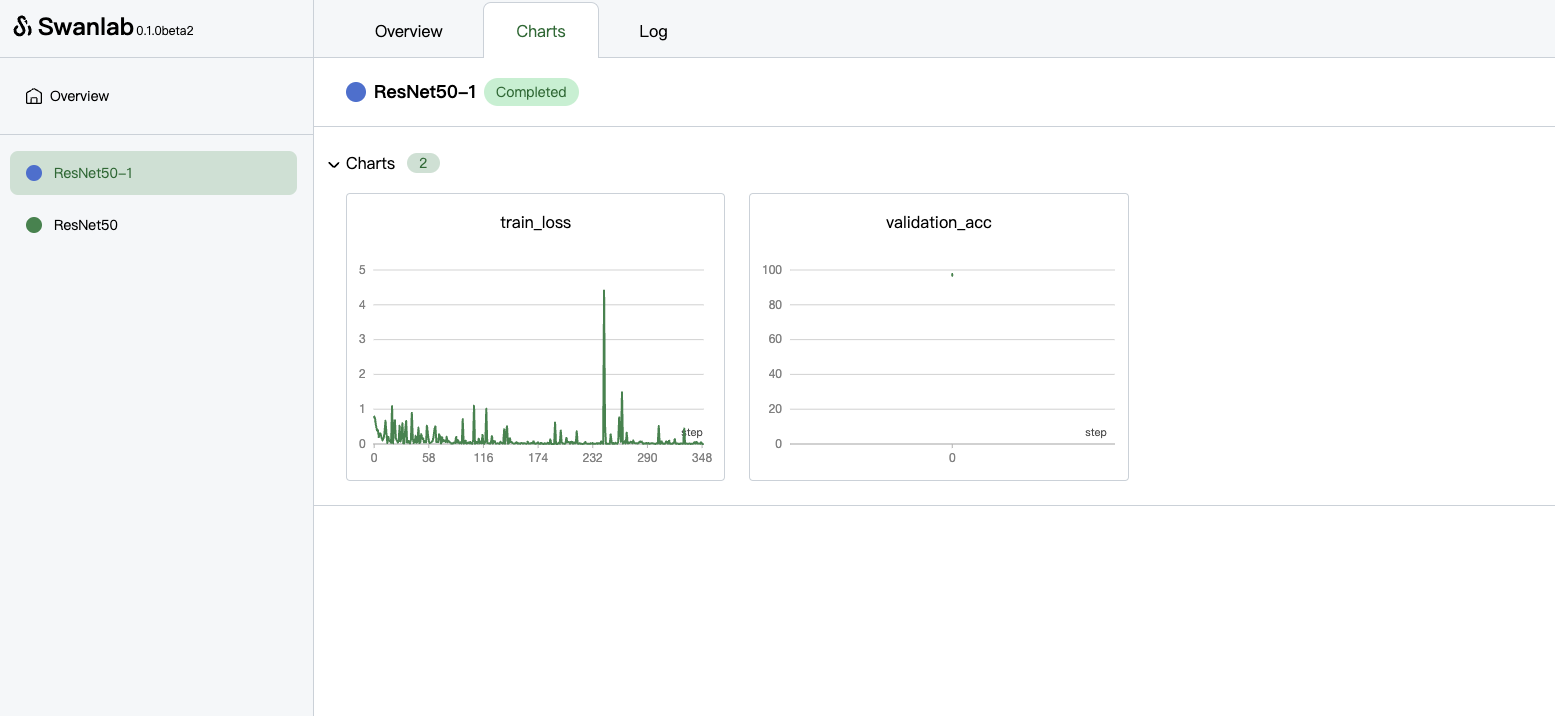 Swanlab 0.1.0beta2
Overview
ResNet50-1
ResNet50
Overview Charts Log
ResNet50-1 Completed
Charts 2
train_loss
5
4
3
2
1
0
step
0 58 116 174 232 290 348
validation_acc
100
80
60
40
20
0
step
0